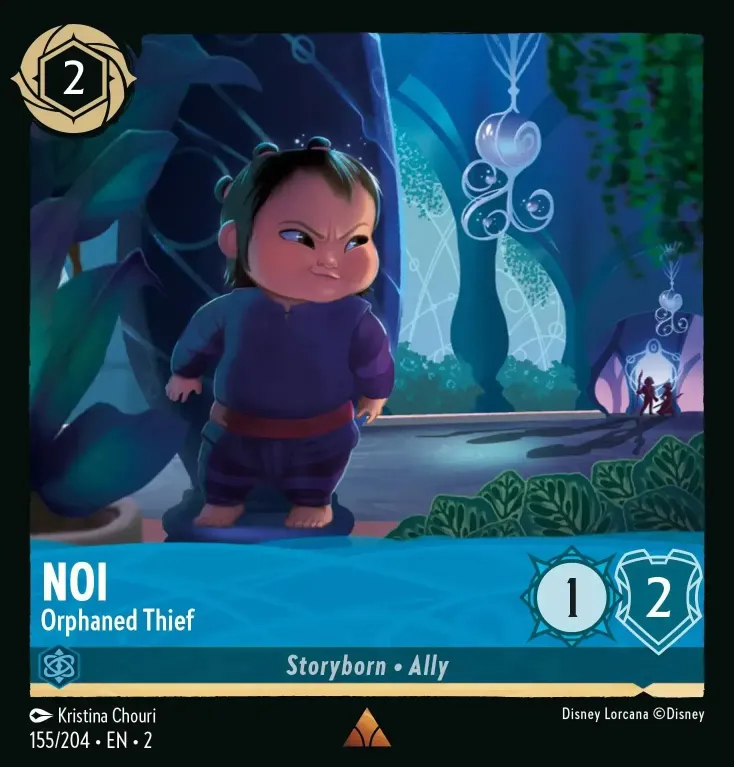 2
NOI
Orphaned Thief
1
2
Storyborn • Ally
Kristina Chouri
Disney Lorcana ©Disney
155/204 • EN • 2